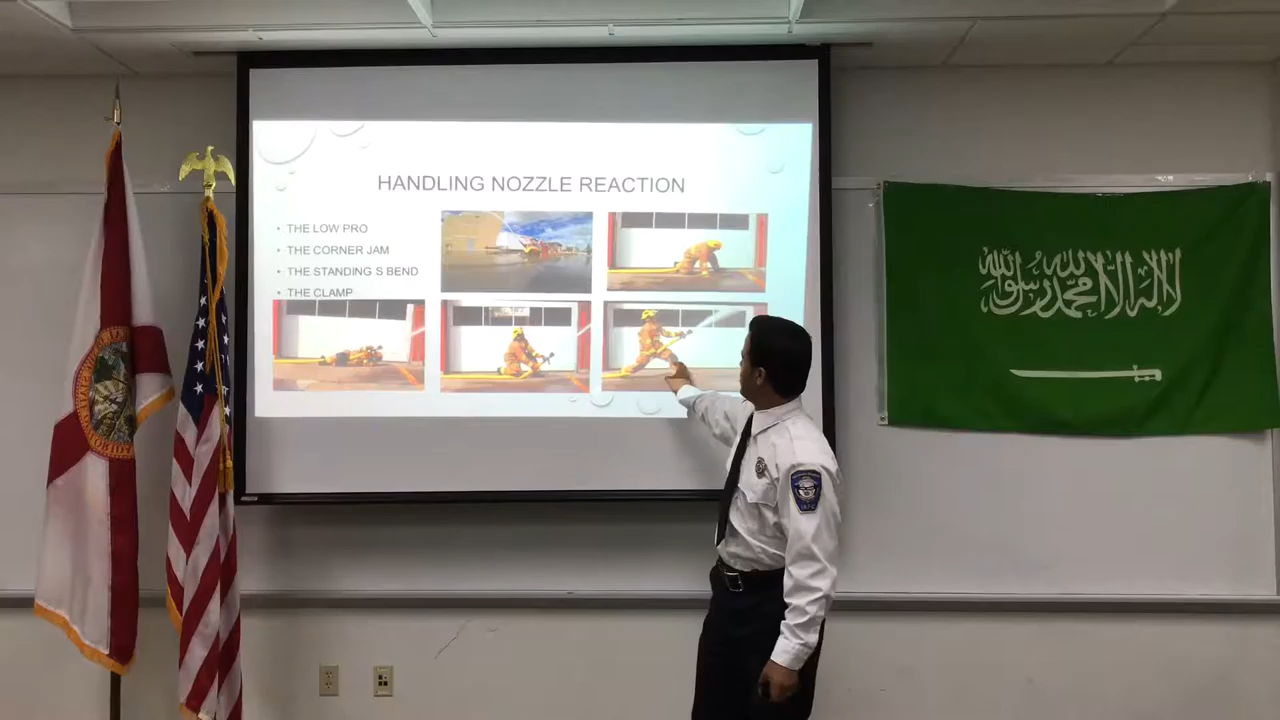 HANDLING NOZZLE REACTION
• THE LOW PRO
• THE CORNER JAM
• THE STANDING S BEND
• THE CLAMP
لا إله إلا الله محمد رسول الله